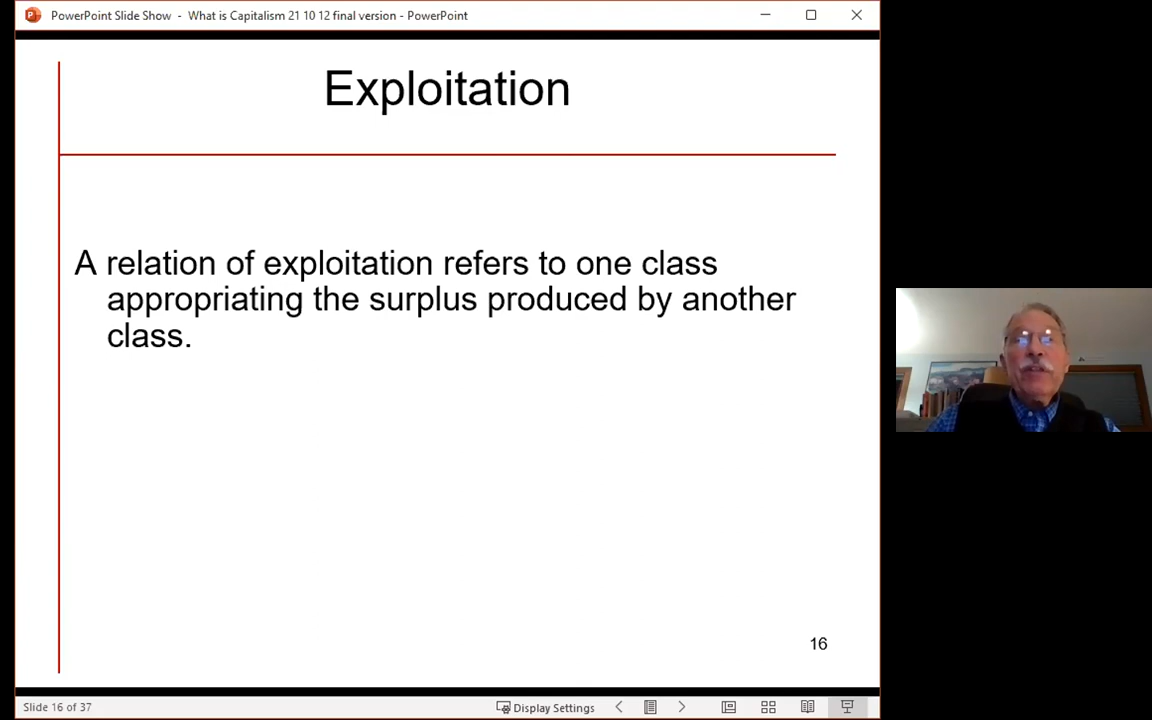 PowerPoint Slide Show - What is Capitalism 21 10 12 final version - PowerPoint
Exploitation
A relation of exploitation refers to one class
appropriating the surplus produced by another
class.
16
Slide 16 of 37
Display Settings